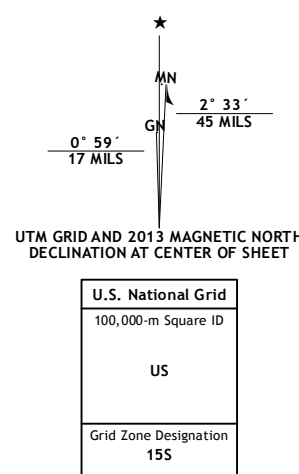 ★
MN
GN
2° 33´
45 MILS
0° 59´
17 MILS
UTM GRID AND 2013 MAGNETIC NORTH
DECLINATION AT CENTER OF SHEET
U.S. National Grid
100,000-m Square ID
US
Grid Zone Designation
15S